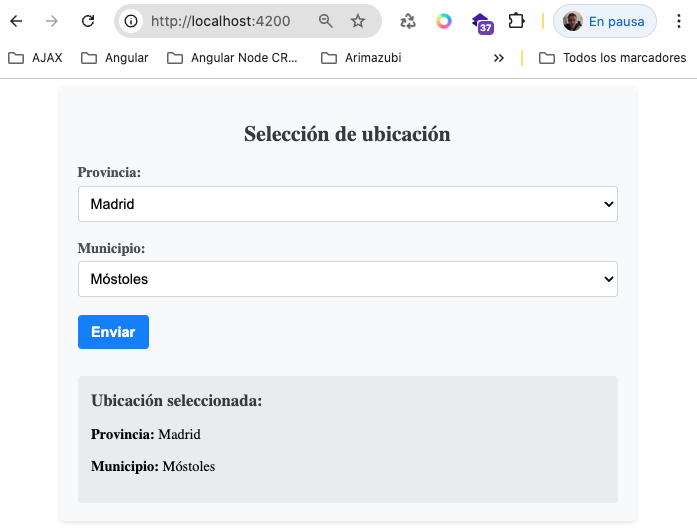 http://localhost:4200
37
En pausa
AJAX
Angular
Angular Node CR...
Arimazubi
Todos los marcadores
Selección de ubicación
Provincia:
Madrid
Municipio:
Móstoles
Enviar
Ubicación seleccionada:
Provincia: Madrid
Municipio: Móstoles